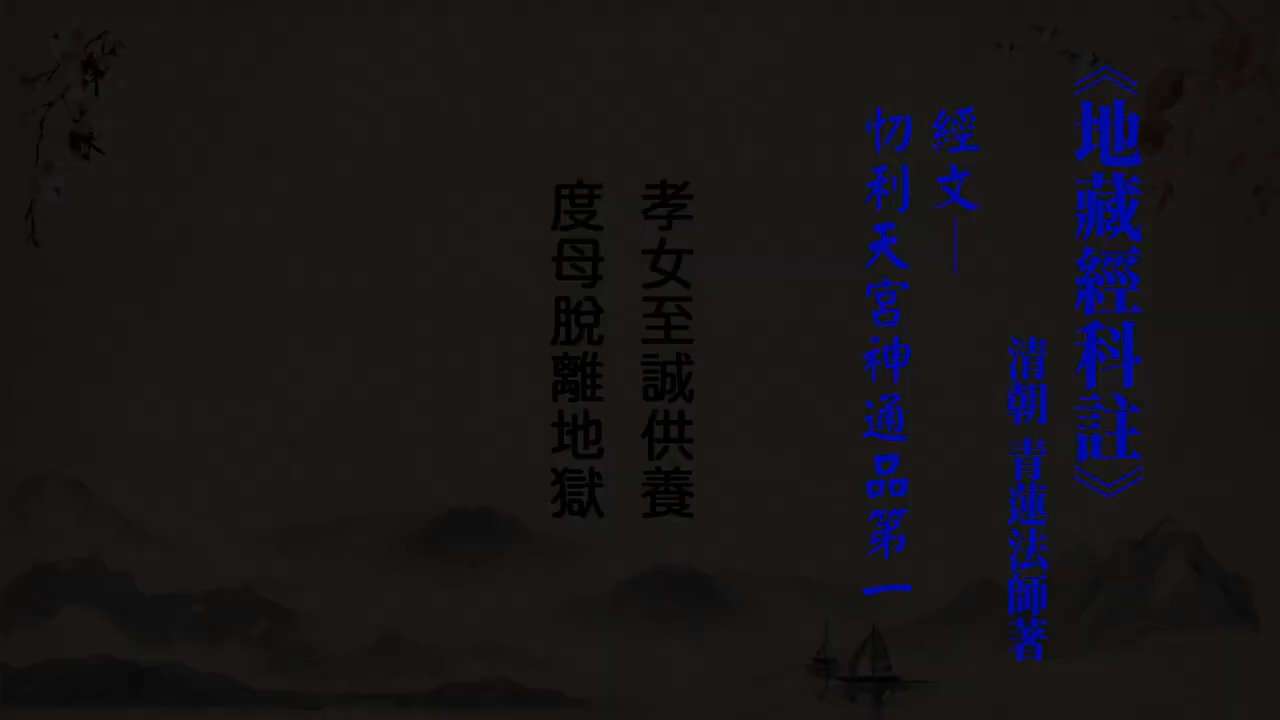 《地藏經科註》
清朝 青蓮法師著
經文—
忉利天宮神通品第一
孝女至誠供養
度母脫離地獄